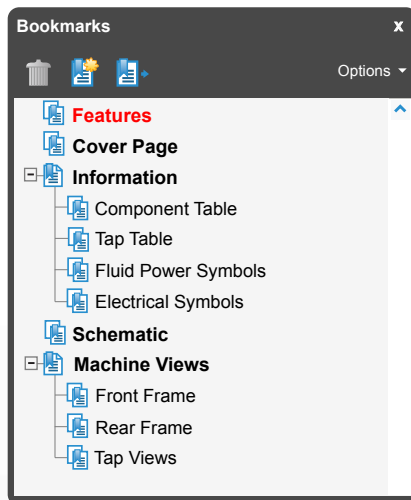 Bookmarks x
Options
Features
Cover Page
Information
Component Table
Tap Table
Fluid Power Symbols
Electrical Symbols
Schematic
Machine Views
Front Frame
Rear Frame
Tap Views